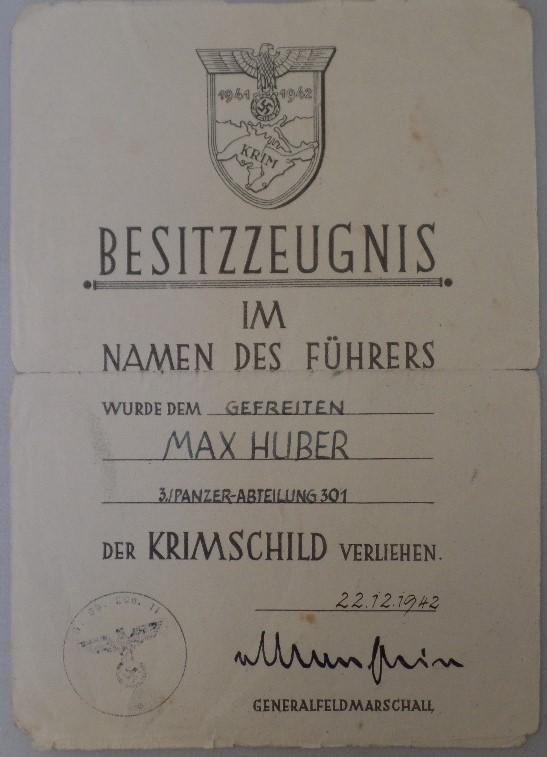 1941 1942
KRIM
BESITZZEUGNIS
IM
NAMEN DES FÜHRERS
WURDE DEM GEFREITEN
MAX HUBER
3./PANZER-ABTEILUNG 301
DER KRIMSCHILD VERLIEHEN.
22.12.1942
GENERALFELDMARSCHALL